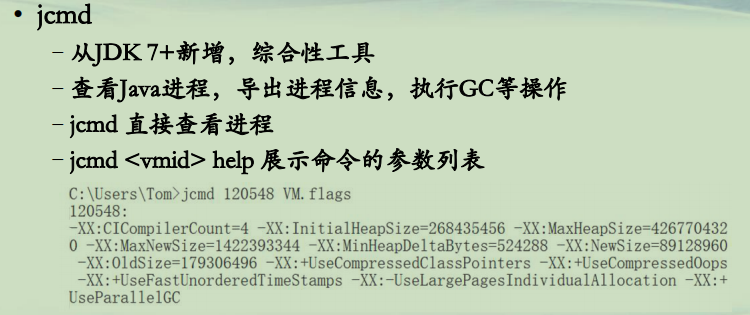 • jcmd
– 从JDK 7+新增，综合性工具
– 查看Java进程，导出进程信息，执行GC等操作
– jcmd 直接查看进程
– jcmd <vmid> help 展示命令的参数列表
C:\Users\Tom>jcmd 120548 VM.flags
120548:
-XX:CICompilerCount=4 -XX:InitialHeapSize=268435456 -XX:MaxHeapSize=426770432
0 -XX:MaxNewSize=1422393344 -XX:MinHeapDeltaBytes=524288 -XX:NewSize=89128960
-XX:OldSize=179306496 -XX:+UseCompressedClassPointers -XX:+UseCompressedOops
-XX:+UseFastUnorderedTimeStamps -XX:-UseLargePagesIndividualAllocation -XX:+
UseParallelGC